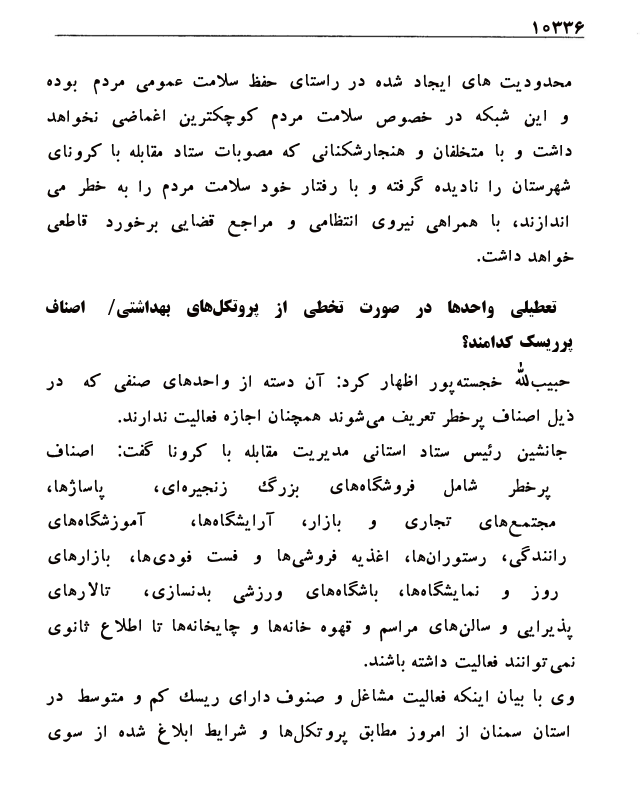 ۱۰۳۳۶
محدودیت های ایجاد شده در راستای حفظ سلامت عمومی مردم بوده
و این شبکه در خصوص سلامت مردم کوچکترین اغماضی نخواهد
داشت و با متخلفان و هنجارشکنانی که مصوبات ستاد مقابله با کرونای
شهرستان را نادیده گرفته و با رفتار خود سلامت مردم را به خطر می
اندازند، با همراهی نیروی انتظامی و مراجع قضایی برخورد قاطعی
خواهد داشت.
تعطیلی واحدها در صورت تخطی از پروتکل‌های بهداشتی/ اصناف
پرریسک کدامند؟
حبیب‌الله خجسته‌پور اظهار کرد: آن دسته از واحدهای صنفی که در
ذیل اصناف پرخطر تعریف می‌شوند همچنان اجازه فعالیت ندارند.
جانشین رئیس ستاد استانی مدیریت مقابله با کرونا گفت: اصناف
پرخطر شامل فروشگاه‌های بزرگ زنجیره‌ای، پاساژها،
مجتمع‌های تجاری و بازار، آرایشگاه‌ها، آموزشگاه‌های
رانندگی، رستوران‌ها، اغذیه فروشی‌ها و فست فودی‌ها، بازارهای
روز و نمایشگاه‌ها، باشگاه‌های ورزشی بدنسازی، تالارهای
پذیرایی و سالن‌های مراسم و قهوه خانه‌ها و چایخانه‌ها تا اطلاع ثانوی
نمی‌توانند فعالیت داشته باشند.
وی با بیان اینکه فعالیت مشاغل و صنوف دارای ریسک کم و متوسط در
استان سمنان از امروز مطابق پروتکل‌ها و شرایط ابلاغ شده از سوی